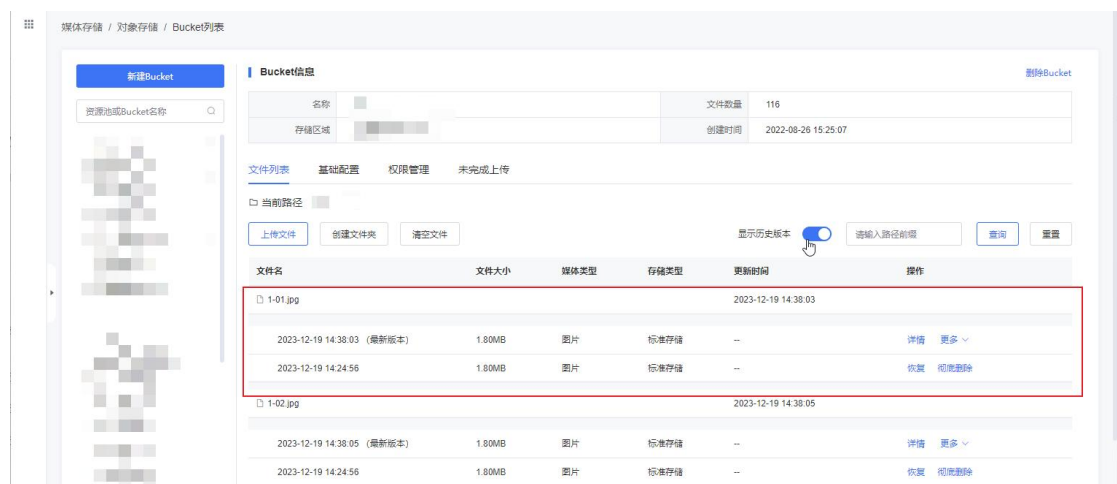 媒体存储 / 对象存储 / Bucket列表
新建Bucket
资源池或Bucket名称
Bucket信息
删除Bucket
名称
文件数量 116
存储区域
创建时间 2022-08-26 15:25:07
文件列表 基础配置 权限管理 未完成上传
当前路径
上传文件 创建文件夹 清空文件 显示历史版本 请输入路径前缀 查询 重置
文件名 文件大小 媒体类型 存储类型 更新时间 操作
1-01.jpg 2023-12-19 14:38:03
2023-12-19 14:38:03 (最新版本) 1.80MB 图片 标准存储 -- 详情 更多
2023-12-19 14:24:56 1.80MB 图片 标准存储 -- 恢复 彻底删除
1-02.jpg 2023-12-19 14:38:05
2023-12-19 14:38:05 (最新版本) 1.80MB 图片 标准存储 -- 详情 更多
2023-12-19 14:24:56 1.80MB 图片 标准存储 -- 恢复 彻底删除